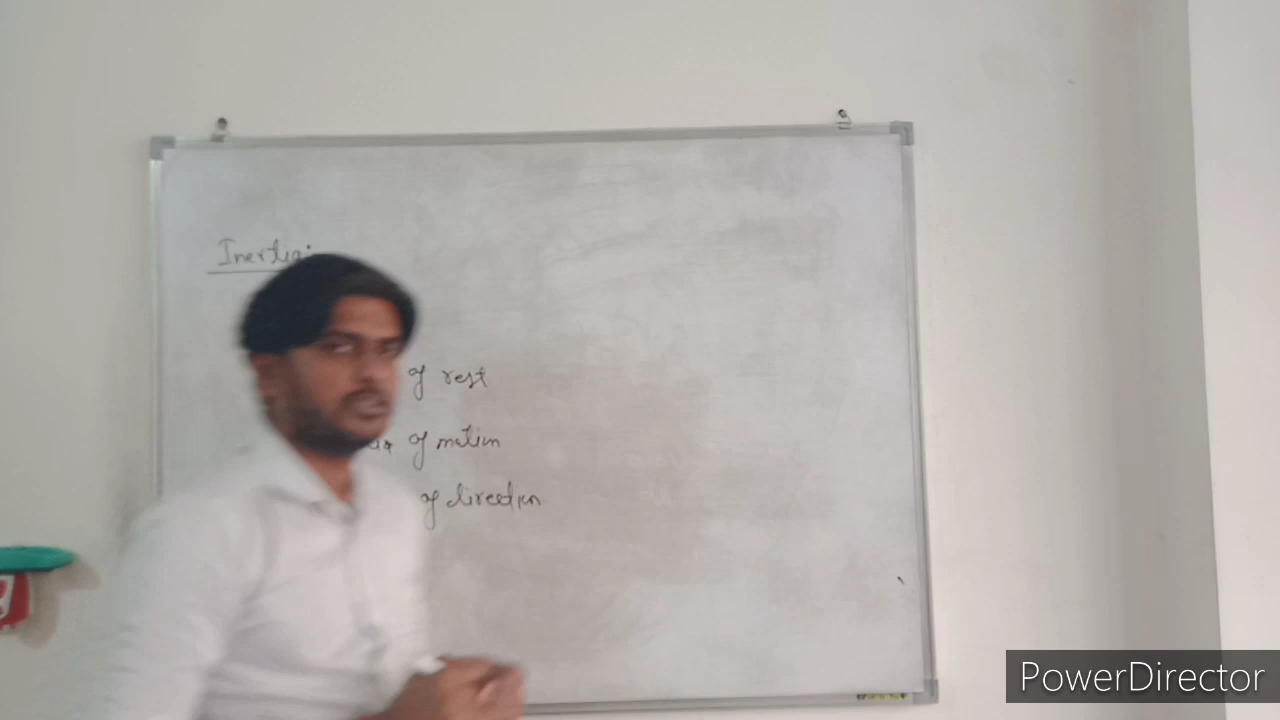 Inertia:
of rest
of motion
of direction
PowerDirector